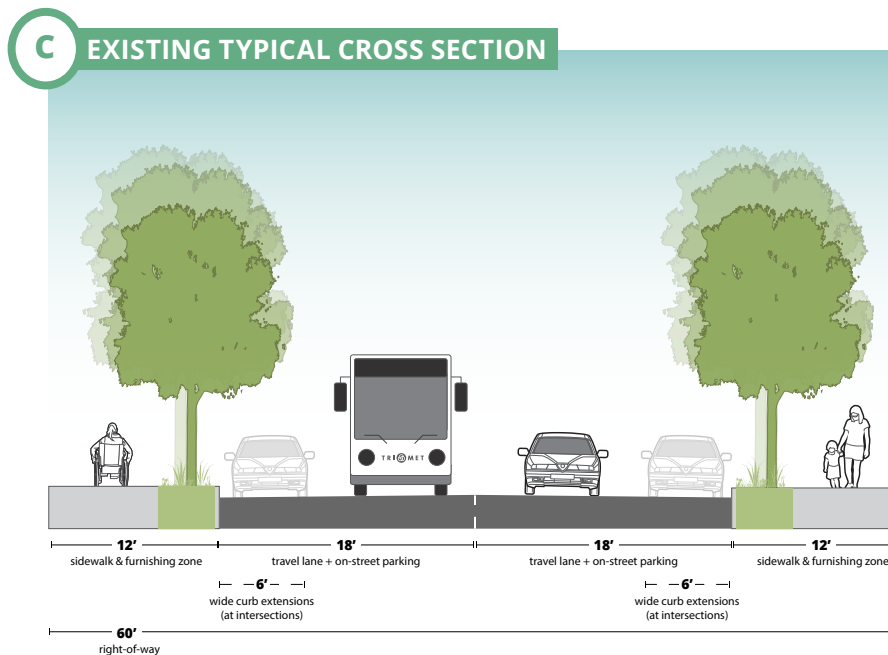 C EXISTING TYPICAL CROSS SECTION
TRIMET
12’ 18’ 18’ 12’
sidewalk & furnishing zone travel lane + on-street parking travel lane + on-street parking sidewalk & furnishing zone
6’ 6’
wide curb extensions wide curb extensions
(at intersections) (at intersections)
60’
right-of-way